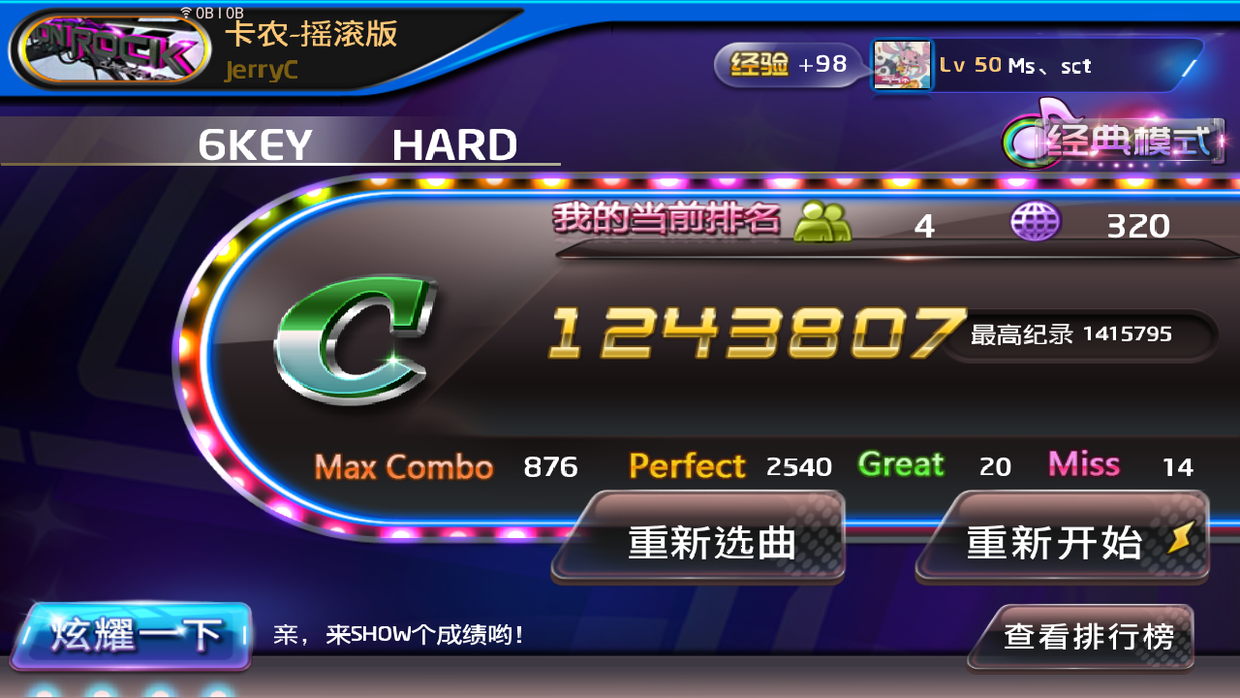 0B | 0B
ON!ROCK
卡农-摇滚版
JerryC
经验 +98
Lv 50 Ms、sct
6KEY HARD
经典模式
我的当前排名 4 320
C
1243807
最高纪录 1415795
Max Combo 876 Perfect 2540 Great 20 Miss 14
重新选曲 重新开始
炫耀一下 亲，来SHOW个成绩哟！
查看排行榜